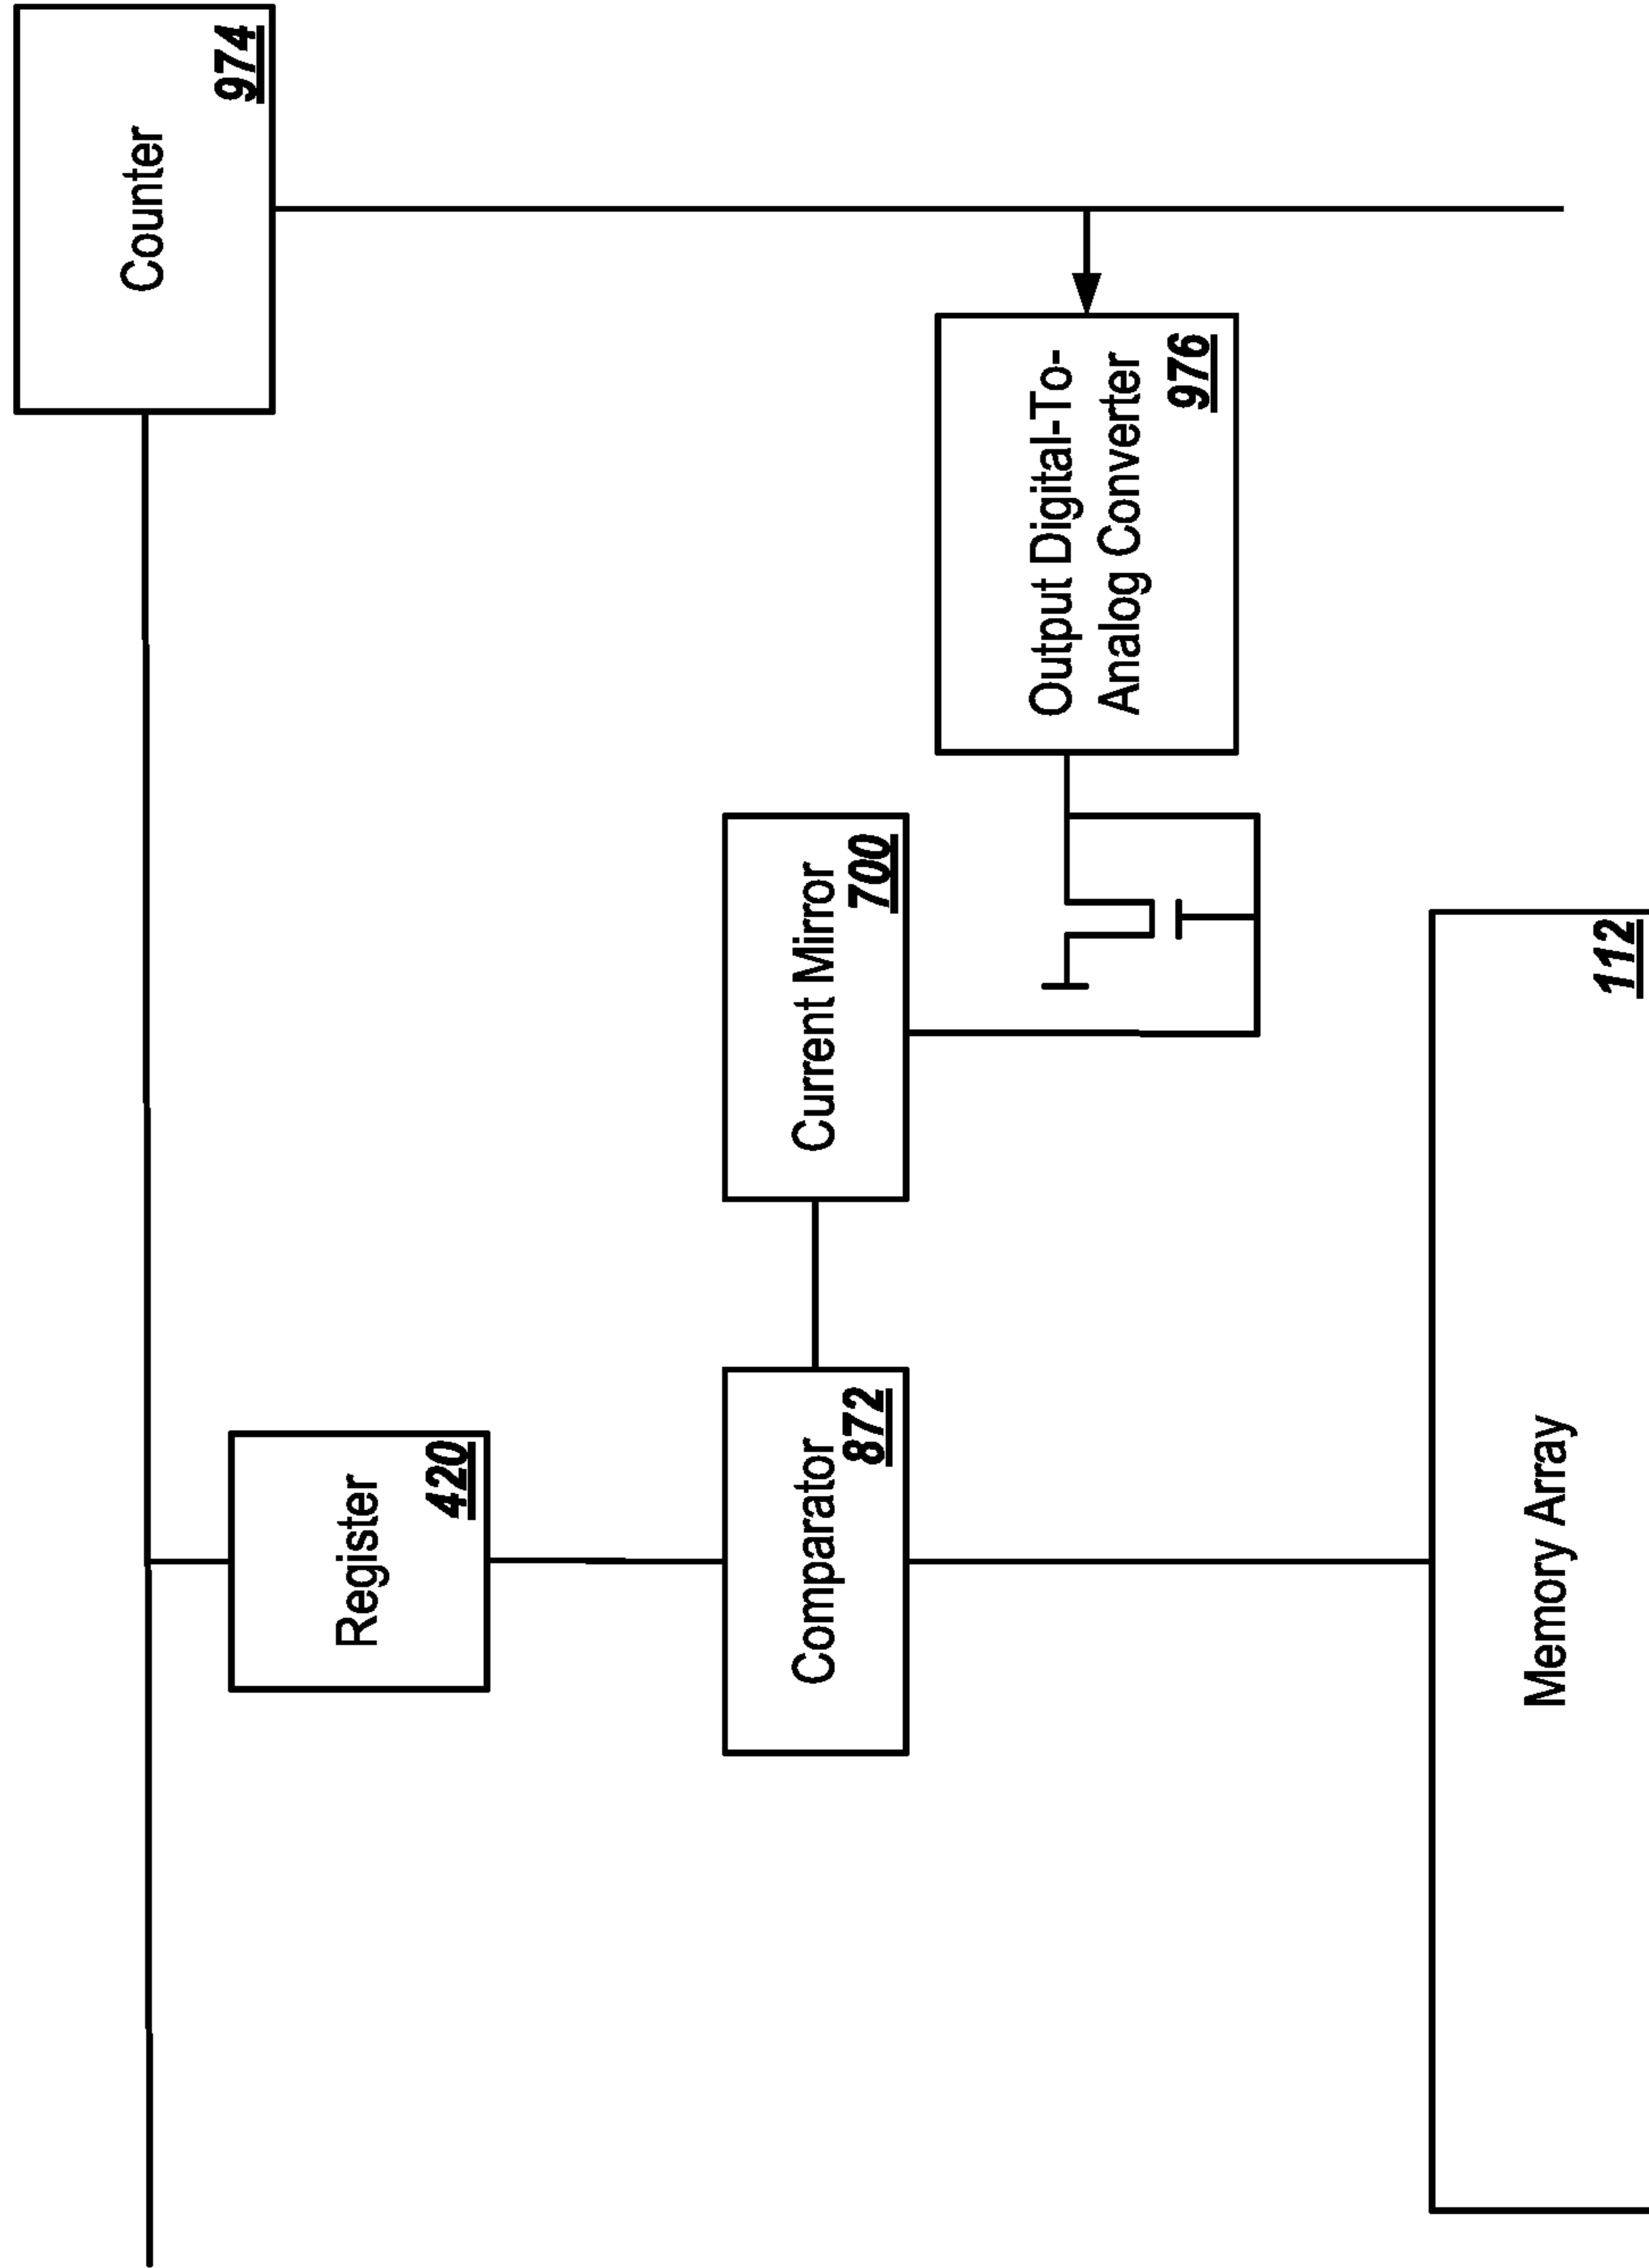 Counter
974
Register
420
Comparator
872
Current Mirror
700
Output Digital-To-
Analog Converter
976
Memory Array
112